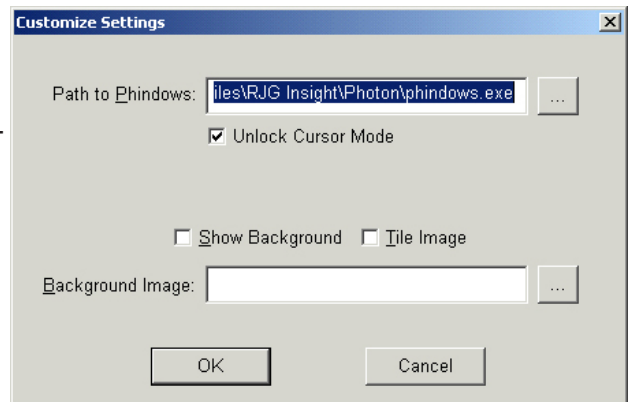 Customize Settings
Path to Phindows: iles\RJG Insight\Photon\phindows.exe ...
Unlock Cursor Mode
Show Background Tile Image
Background Image: ...
OK Cancel